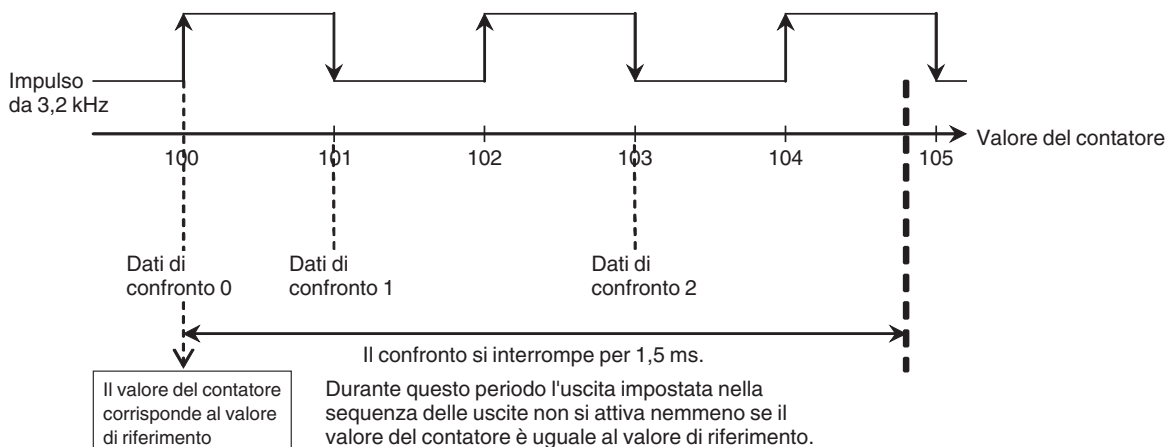 Impulso
da 3,2 kHz
Valore del contatore
100
101
102
103
104
105
Dati di
confronto 0
Dati di
confronto 1
Dati di
confronto 2
Il confronto si interrompe per 1,5 ms.
Il valore del contatore
corrisponde al valore
di riferimento
Durante questo periodo l'uscita impostata nella
sequenza delle uscite non si attiva nemmeno se il
valore del contatore è uguale al valore di riferimento.